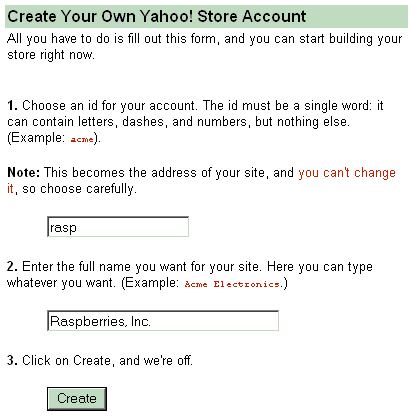 Create Your Own Yahoo! Store Account
All you have to do is fill out this form, and you can start building your
store right now.
1. Choose an id for your account. The id must be a single word: it
can contain letters, dashes, and numbers, but nothing else.
(Example: acme).
Note: This becomes the address of your site, and you can't change
it, so choose carefully.
rasp
2. Enter the full name you want for your site. Here you can type
whatever you want. (Example: Acme Electronics.)
Raspberries, Inc.
3. Click on Create, and we're off.
Create